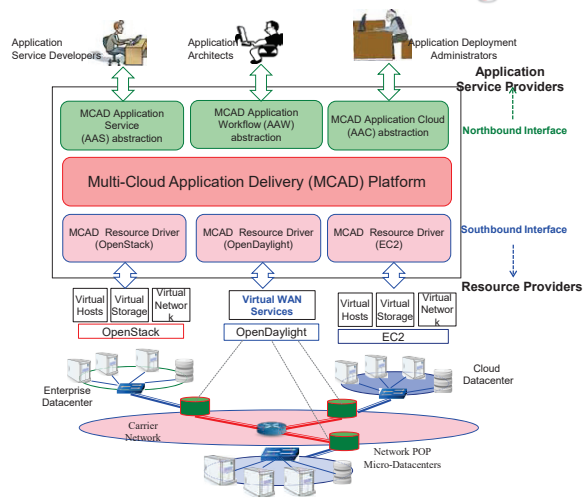 Application
Service Developers
Application
Architects
Application Deployment
Administrators
Application
Service Providers
MCAD Application
Service
(AAS) abstraction
MCAD Application
Workflow (AAW)
abstraction
MCAD Application Cloud
(AAC) abstraction
Northbound Interface
Multi-Cloud Application Delivery (MCAD) Platform
MCAD Resource Driver
(OpenStack)
MCAD Resource Driver
(OpenDaylight)
MCAD Resource Driver
(EC2)
Southbound Interface
Resource Providers
Virtual
Hosts
Virtual
Storage
Virtual
Networ
k
OpenStack
Virtual WAN
Services
OpenDaylight
Virtual
Hosts
Virtual
Storage
Virtual
Networ
k
EC2
Enterprise
Datacenter
Cloud
Datacenter
Carrier
Network
Network POP
Micro-Datacenters